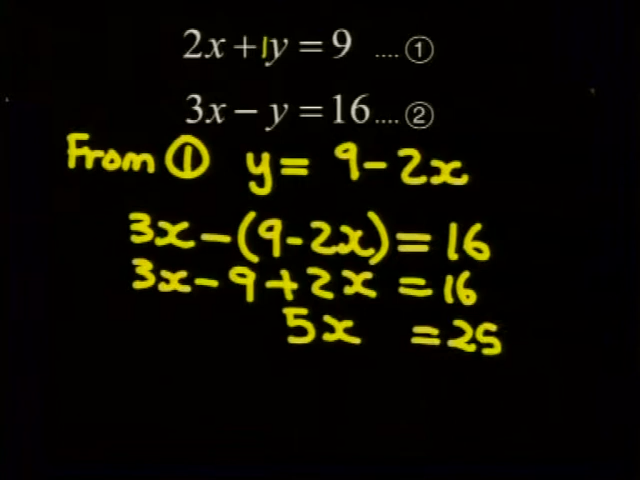 2x+1y = 9 ....①
3x − y = 16....②
From ① y = 9 - 2x
3x - (9 - 2x) = 16
3x - 9 + 2x = 16
5x = 25